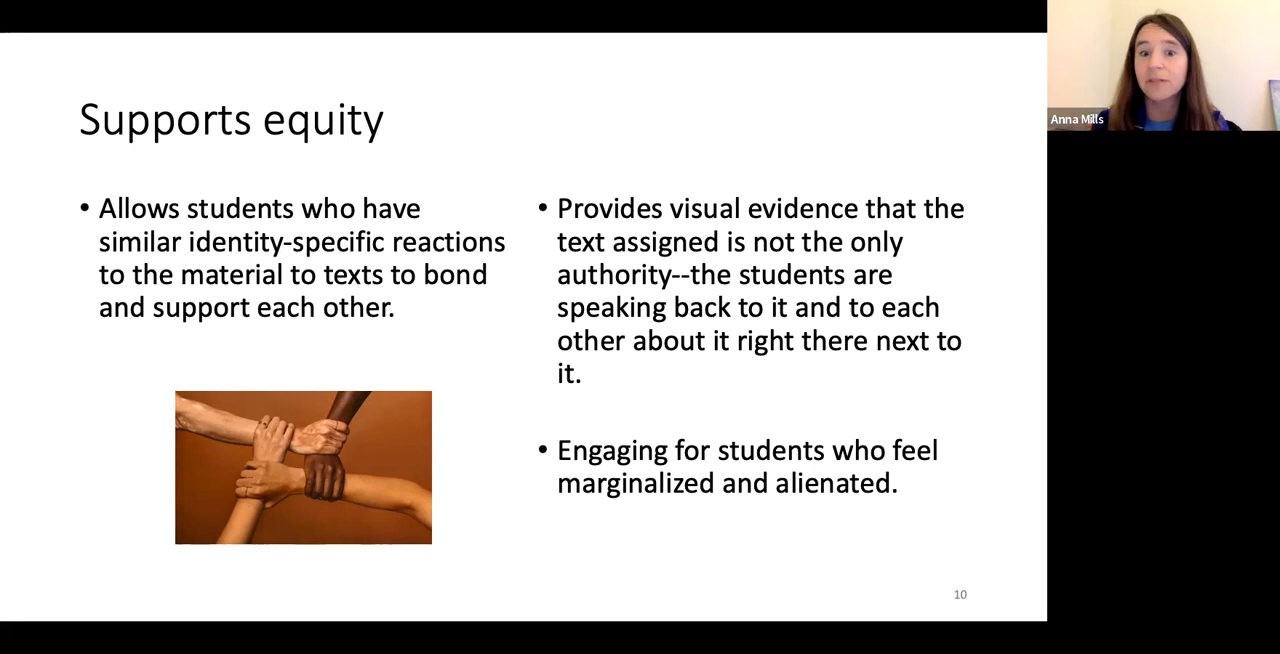 Supports equity
• Allows students who have
similar identity-specific reactions
to the material to texts to bond
and support each other.
• Provides visual evidence that the
text assigned is not the only
authority--the students are
speaking back to it and to each
other about it right there next to
it.
• Engaging for students who feel
marginalized and alienated.
10
Anna Mills